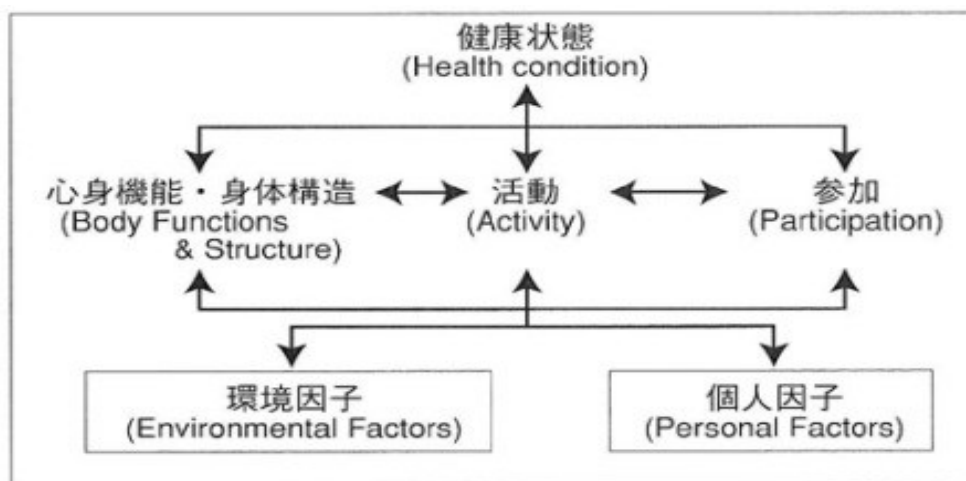 健康状態
(Health condition)
心身機能・身体構造
(Body Functions
& Structure)
活動
(Activity)
参加
(Participation)
環境因子
(Environmental Factors)
個人因子
(Personal Factors)